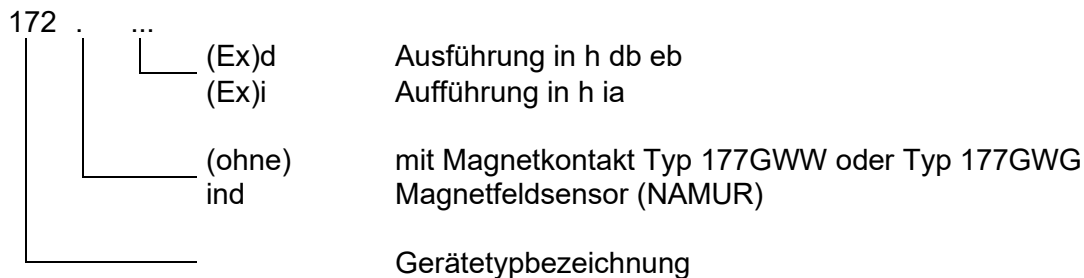 172 . ...
(Ex)d Ausführung in h db eb
(Ex)i Aufführung in h ia
(ohne) mit Magnetkontakt Typ 177GWW oder Typ 177GWG
ind Magnetfeldsensor (NAMUR)
Gerätetypbezeichnung